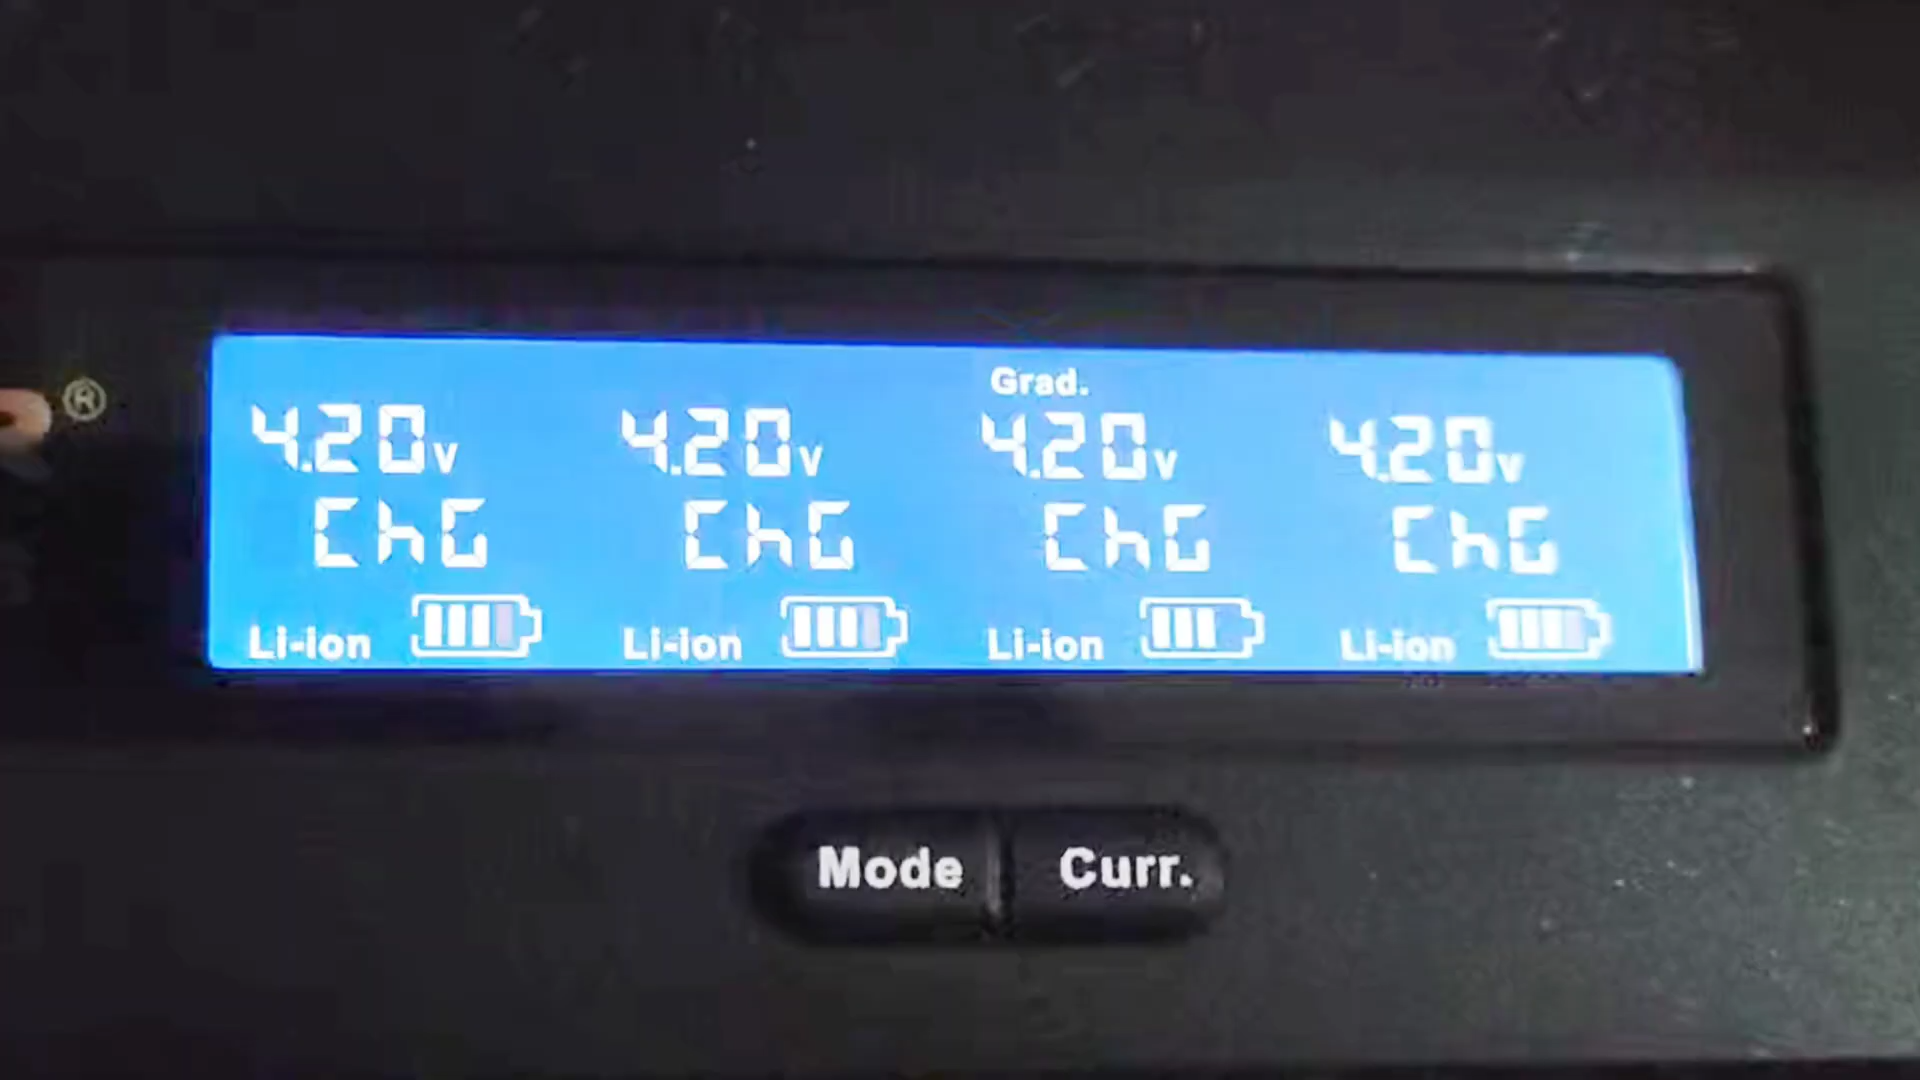 ®
Grad.
4.20V 4.20V 4.20V 4.20V
ChG ChG ChG ChG
Li-ion Li-ion Li-ion Li-ion
Mode Curr.